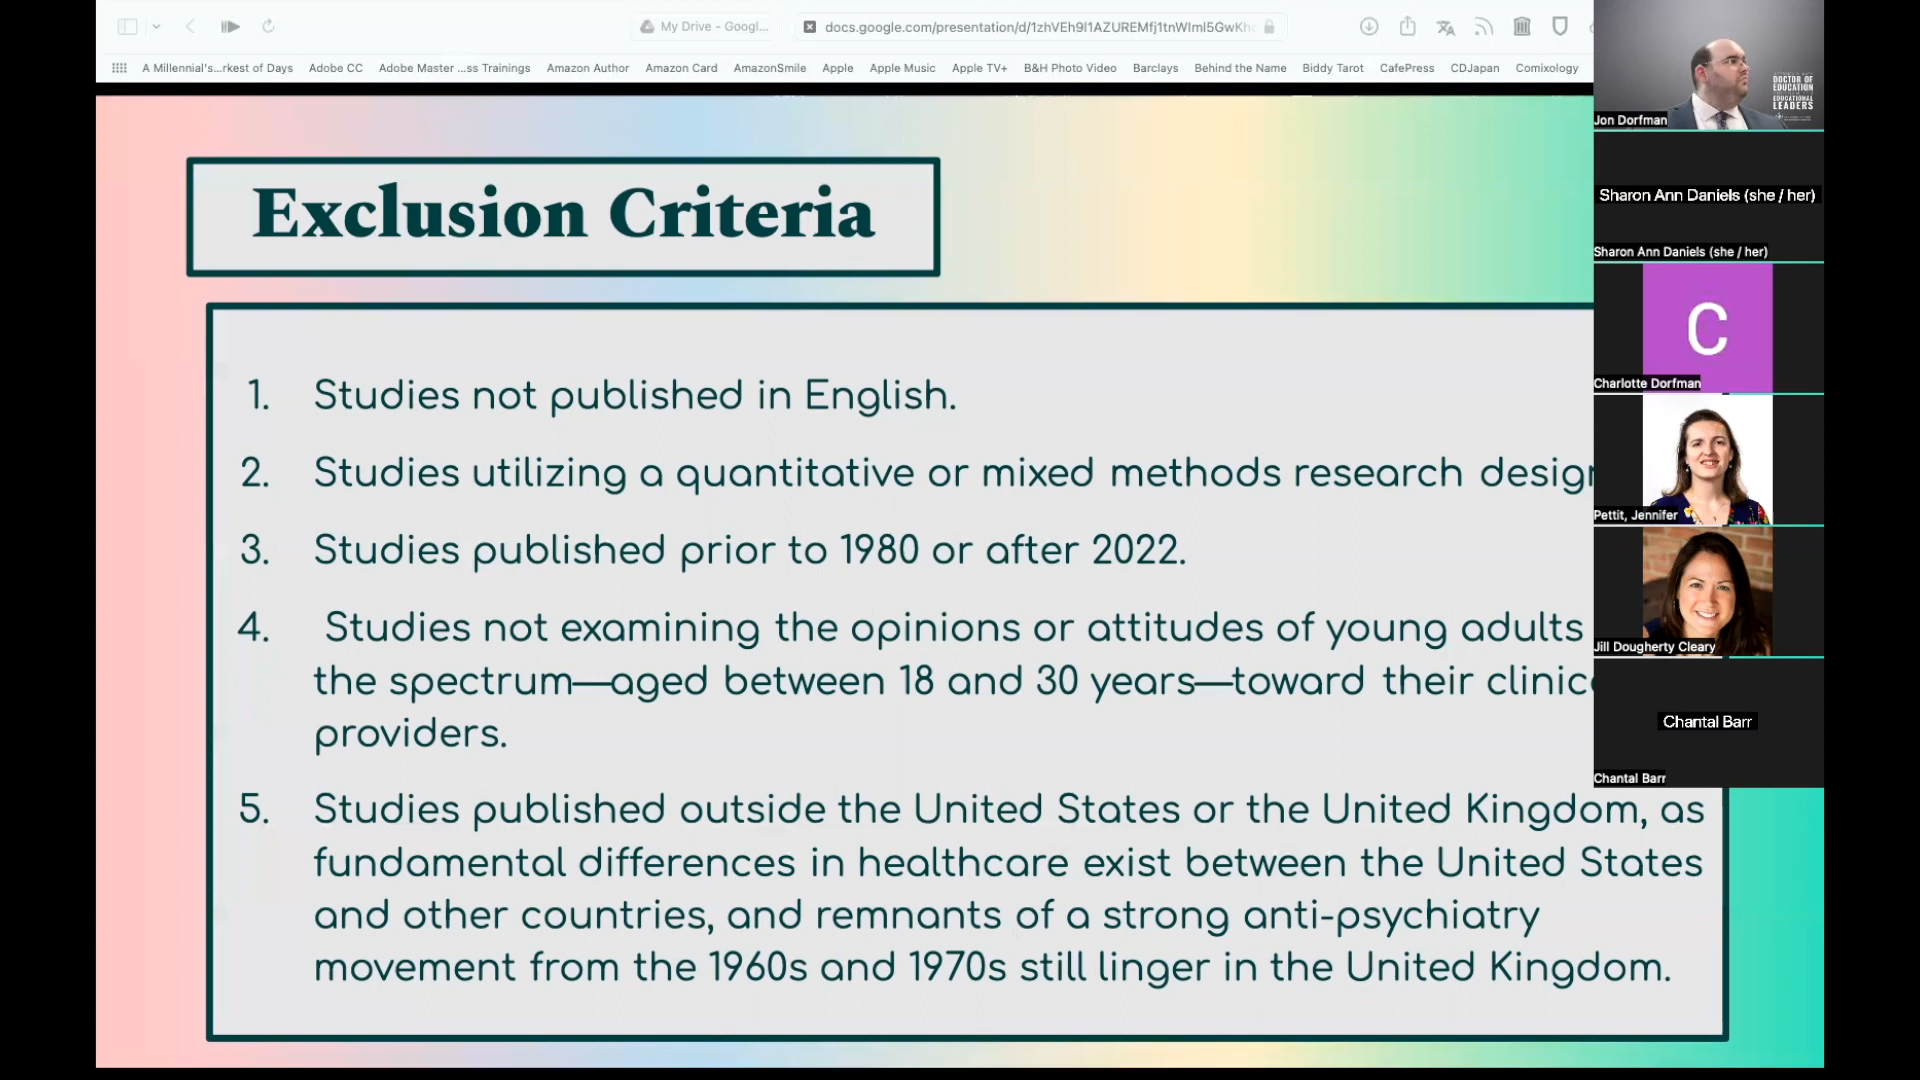 My Drive - Googl...
docs.google.com/presentation/d/1zhVEh9l1AZUREMfj1tnWIml5GwKh
A Millennial's...rkest of Days Adobe CC Adobe Master ...ss Trainings Amazon Author Amazon Card AmazonSmile Apple Apple Music Apple TV+ B&H Photo Video Barclays Behind the Name Biddy Tarot CafePress CDJapan Comixology
Exclusion Criteria
1. Studies not published in English.
2. Studies utilizing a quantitative or mixed methods research design
3. Studies published prior to 1980 or after 2022.
4. Studies not examining the opinions or attitudes of young adults
the spectrum—aged between 18 and 30 years—toward their clinic
providers.
5. Studies published outside the United States or the United Kingdom, as
fundamental differences in healthcare exist between the United States
and other countries, and remnants of a strong anti-psychiatry
movement from the 1960s and 1970s still linger in the United Kingdom.
DOCTOR OF
EDUCATION
EDUCATIONAL
LEADERS
Jon Dorfman
Sharon Ann Daniels (she / her)
Sharon Ann Daniels (she / her)
C
Charlotte Dorfman
Pettit, Jennifer
Jill Dougherty Cleary
Chantal Barr
Chantal Barr